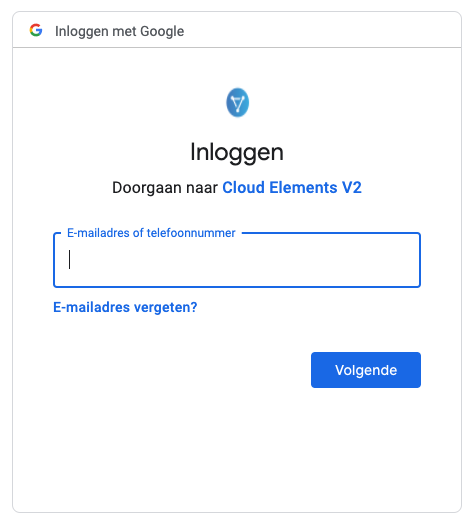 Inloggen met Google
Inloggen
Doorgaan naar Cloud Elements V2
E-mailadres of telefoonnummer
E-mailadres vergeten?
Volgende